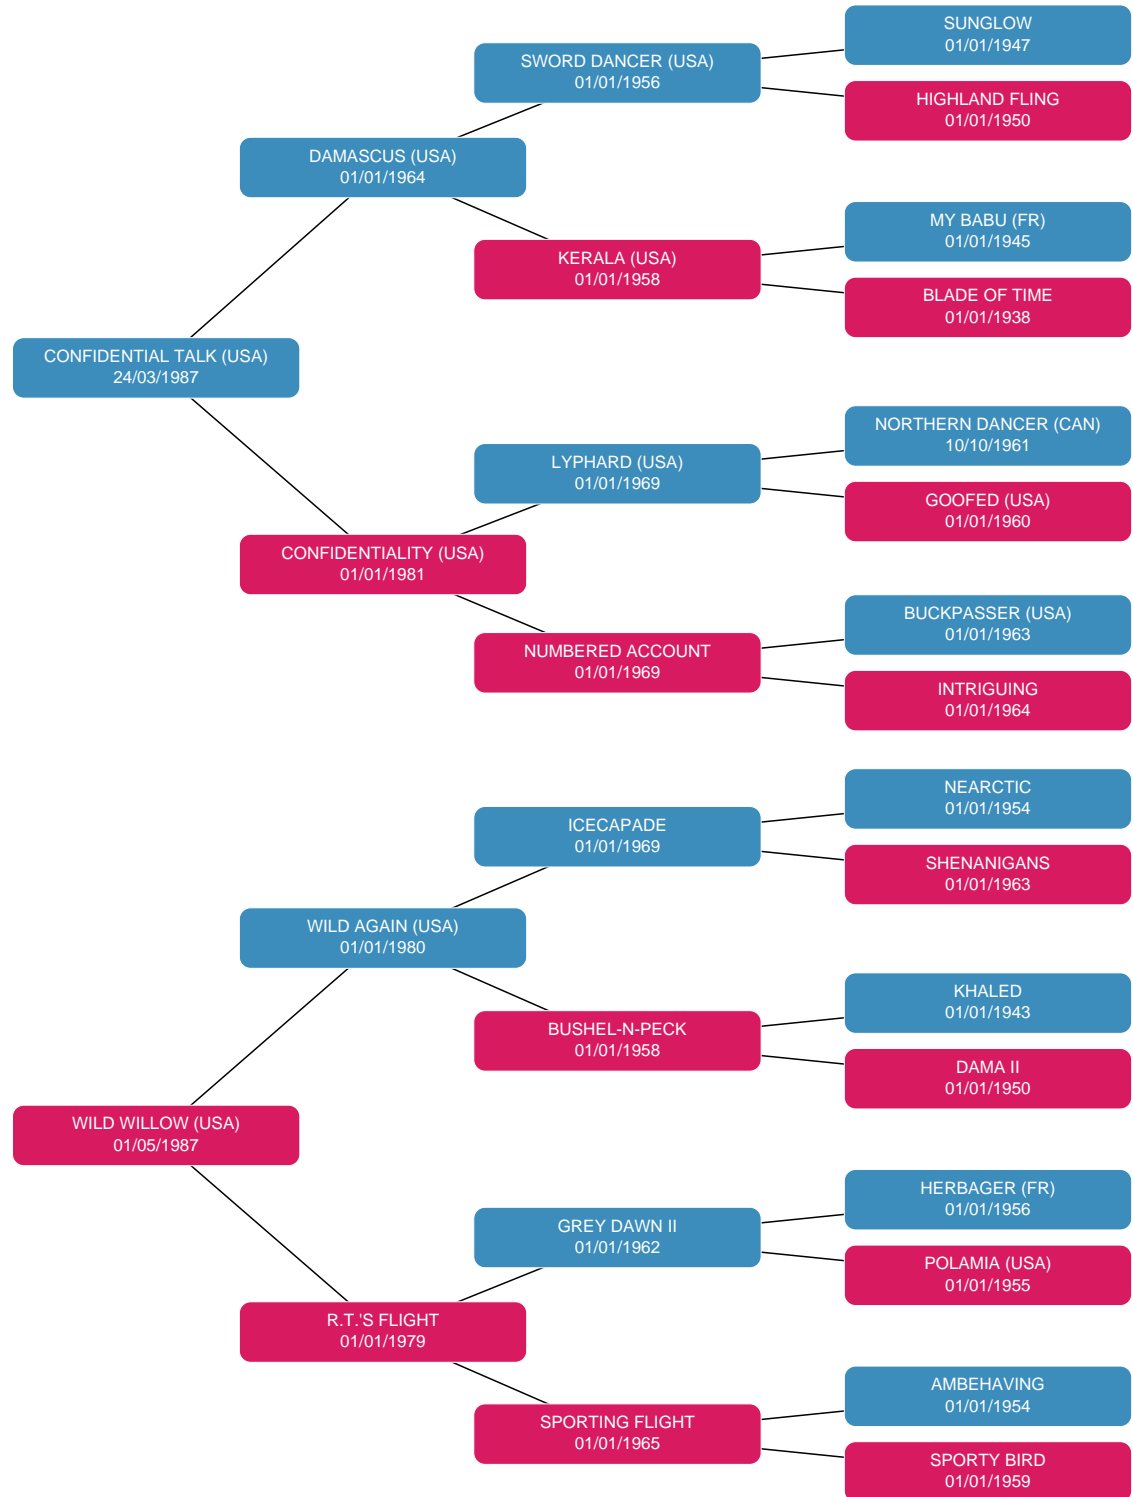 SUNGLOW
01/01/1947
SWORD DANCER (USA)
01/01/1956
HIGHLAND FLING
01/01/1950
DAMASCUS (USA)
01/01/1964
MY BABU (FR)
01/01/1945
KERALA (USA)
01/01/1958
BLADE OF TIME
01/01/1938
CONFIDENTIAL TALK (USA)
24/03/1987
NORTHERN DANCER (CAN)
10/10/1961
LYPHARD (USA)
01/01/1969
GOOFED (USA)
01/01/1960
CONFIDENTIALITY (USA)
01/01/1981
BUCKPASSER (USA)
01/01/1963
NUMBERED ACCOUNT
01/01/1969
INTRIGUING
01/01/1964
NEARCTIC
01/01/1954
ICECAPADE
01/01/1969
SHENANIGANS
01/01/1963
WILD AGAIN (USA)
01/01/1980
KHALED
01/01/1943
BUSHEL-N-PECK
01/01/1958
DAMA II
01/01/1950
WILD WILLOW (USA)
01/05/1987
HERBAGER (FR)
01/01/1956
GREY DAWN II
01/01/1962
POLAMIA (USA)
01/01/1955
R.T.'S FLIGHT
01/01/1979
AMBEHAVING
01/01/1954
SPORTING FLIGHT
01/01/1965
SPORTY BIRD
01/01/1959